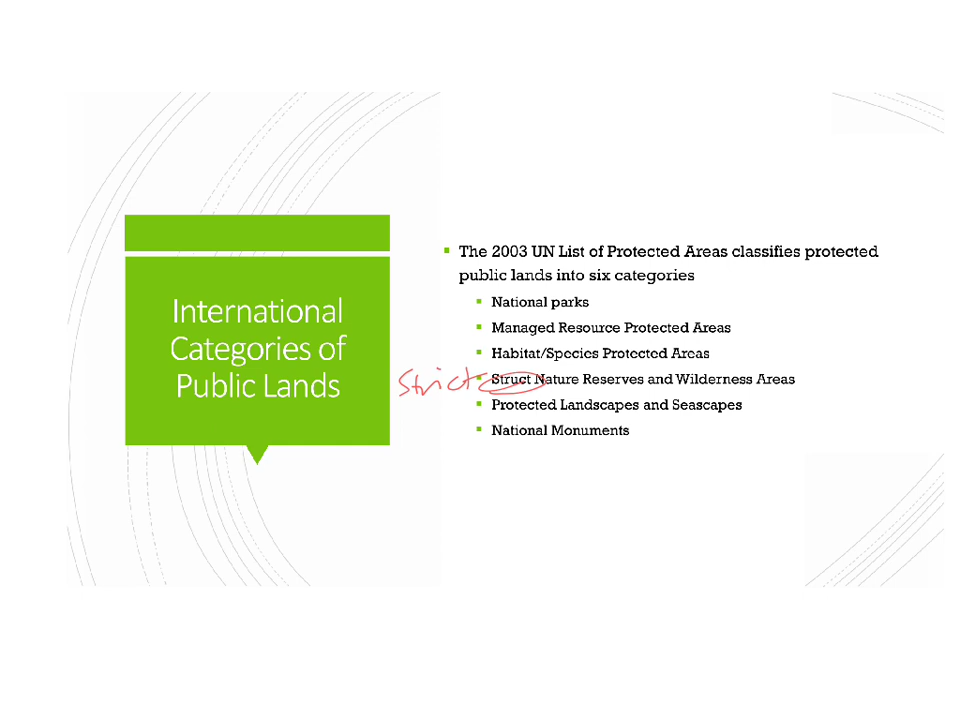 International
Categories of
Public Lands
The 2003 UN List of Protected Areas classifies protected
public lands into six categories
National parks
Managed Resource Protected Areas
Habitat/Species Protected Areas
Strict
Struct Nature Reserves and Wilderness Areas
Protected Landscapes and Seascapes
National Monuments